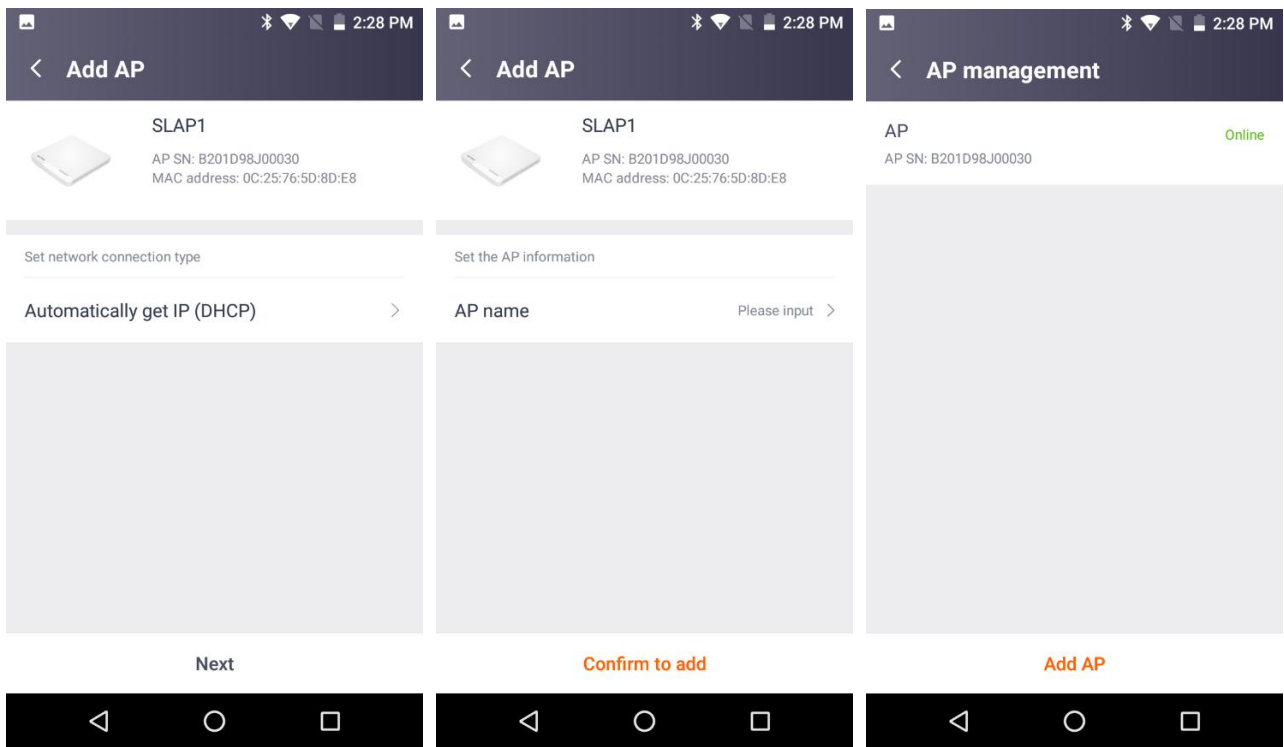 2:28 PM
Add AP
SLAP1
AP SN: B201D98J00030
MAC address: 0C:25:76:5D:8D:E8
Set network connection type
Automatically get IP (DHCP)
Next
2:28 PM
Add AP
SLAP1
AP SN: B201D98J00030
MAC address: 0C:25:76:5D:8D:E8
Set the AP information
AP name
Please input
Confirm to add
2:28 PM
AP management
AP
Online
AP SN: B201D98J00030
Add AP